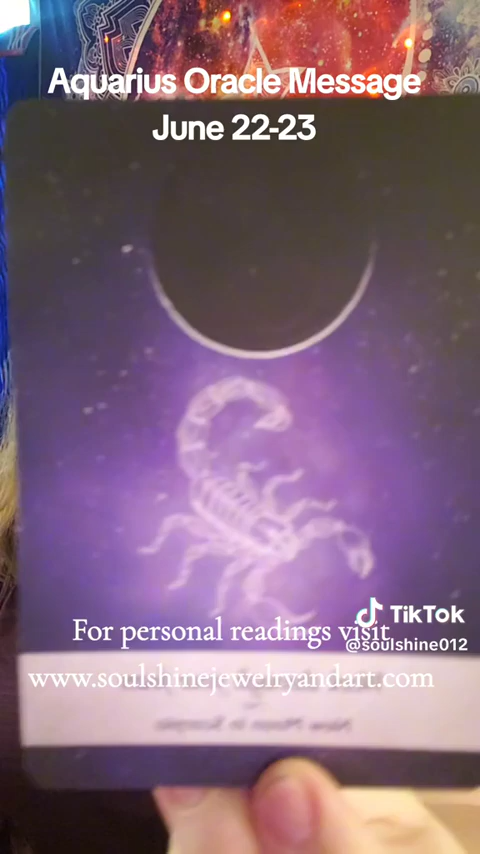 Aquarius Oracle Message
June 22-23
For personal readings visit
TikTok
@soulshine012
www.soulshinejewelryandart.com
New Moon in Scorpio